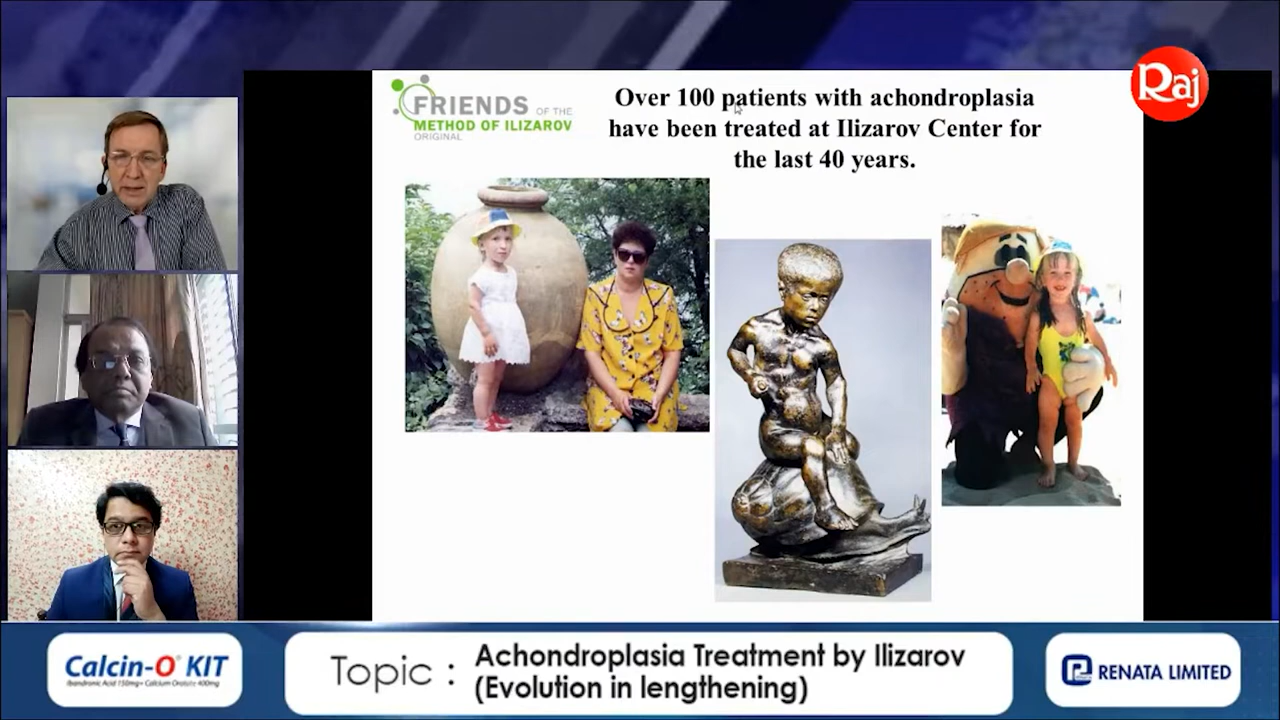 Raj
FRIENDS OF THE
METHOD OF ILIZAROV
ORIGINAL
Over 100 patients with achondroplasia
have been treated at Ilizarov Center for
the last 40 years.
Calcin-O® KIT
Ibandronic Acid 150mg+ Calcium Orotate 400mg
Topic :
Achondroplasia Treatment by Ilizarov
(Evolution in lengthening)
RENATA LIMITED